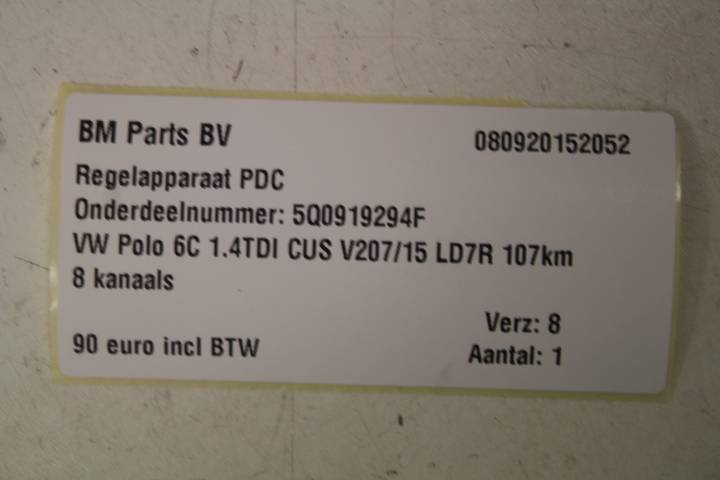 BM Parts BV 080920152052
Regelapparaat PDC
Onderdeelnummer: 5Q0919294F
VW Polo 6C 1.4TDI CUS V207/15 LD7R 107km
8 kanaals
Verz: 8
90 euro incl BTW Aantal: 1